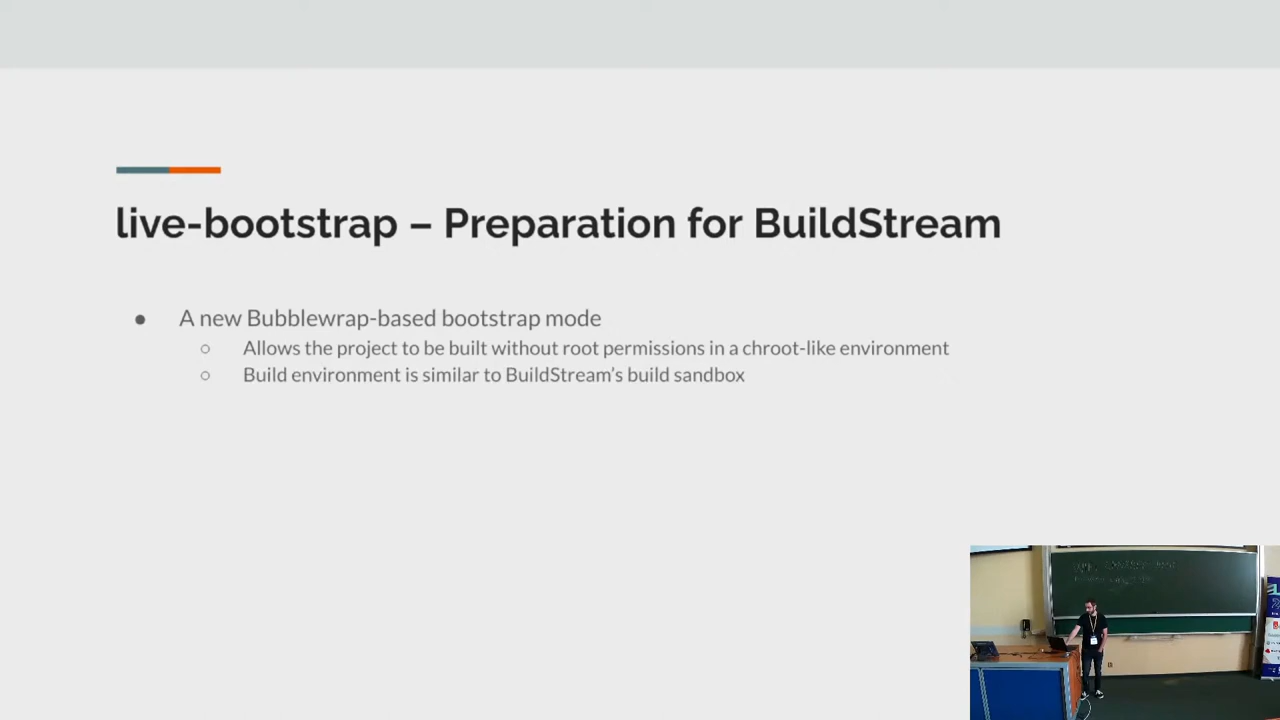 live-bootstrap – Preparation for BuildStream
● A new Bubblewrap-based bootstrap mode
○ Allows the project to be built without root permissions in a chroot-like environment
○ Build environment is similar to BuildStream’s build sandbox